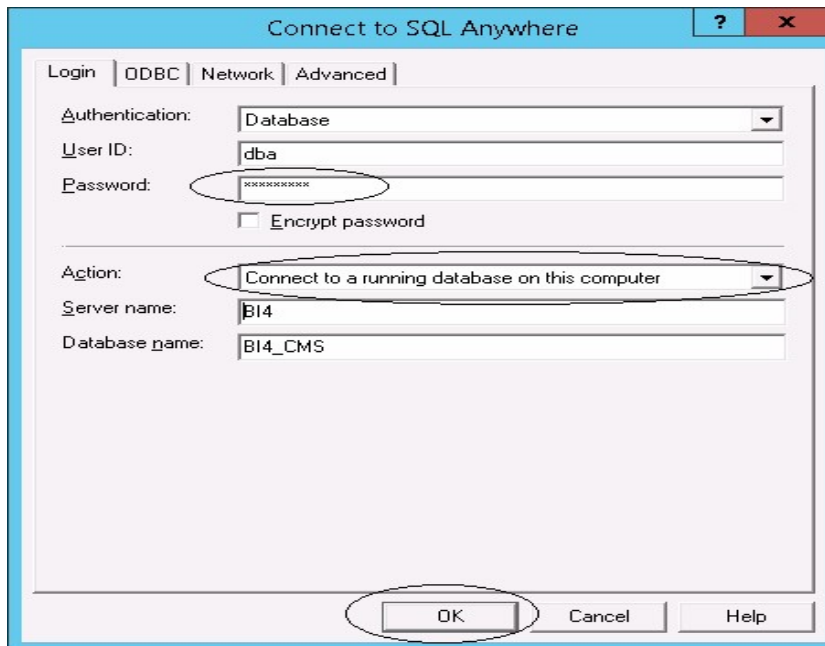 Connect to SQL Anywhere ? x
Login ODBC Network Advanced
Authentication: Database
User ID: dba
Password: *********
Encrypt password
Action: Connect to a running database on this computer
Server name: BI4
Database name: BI4_CMS
OK Cancel Help